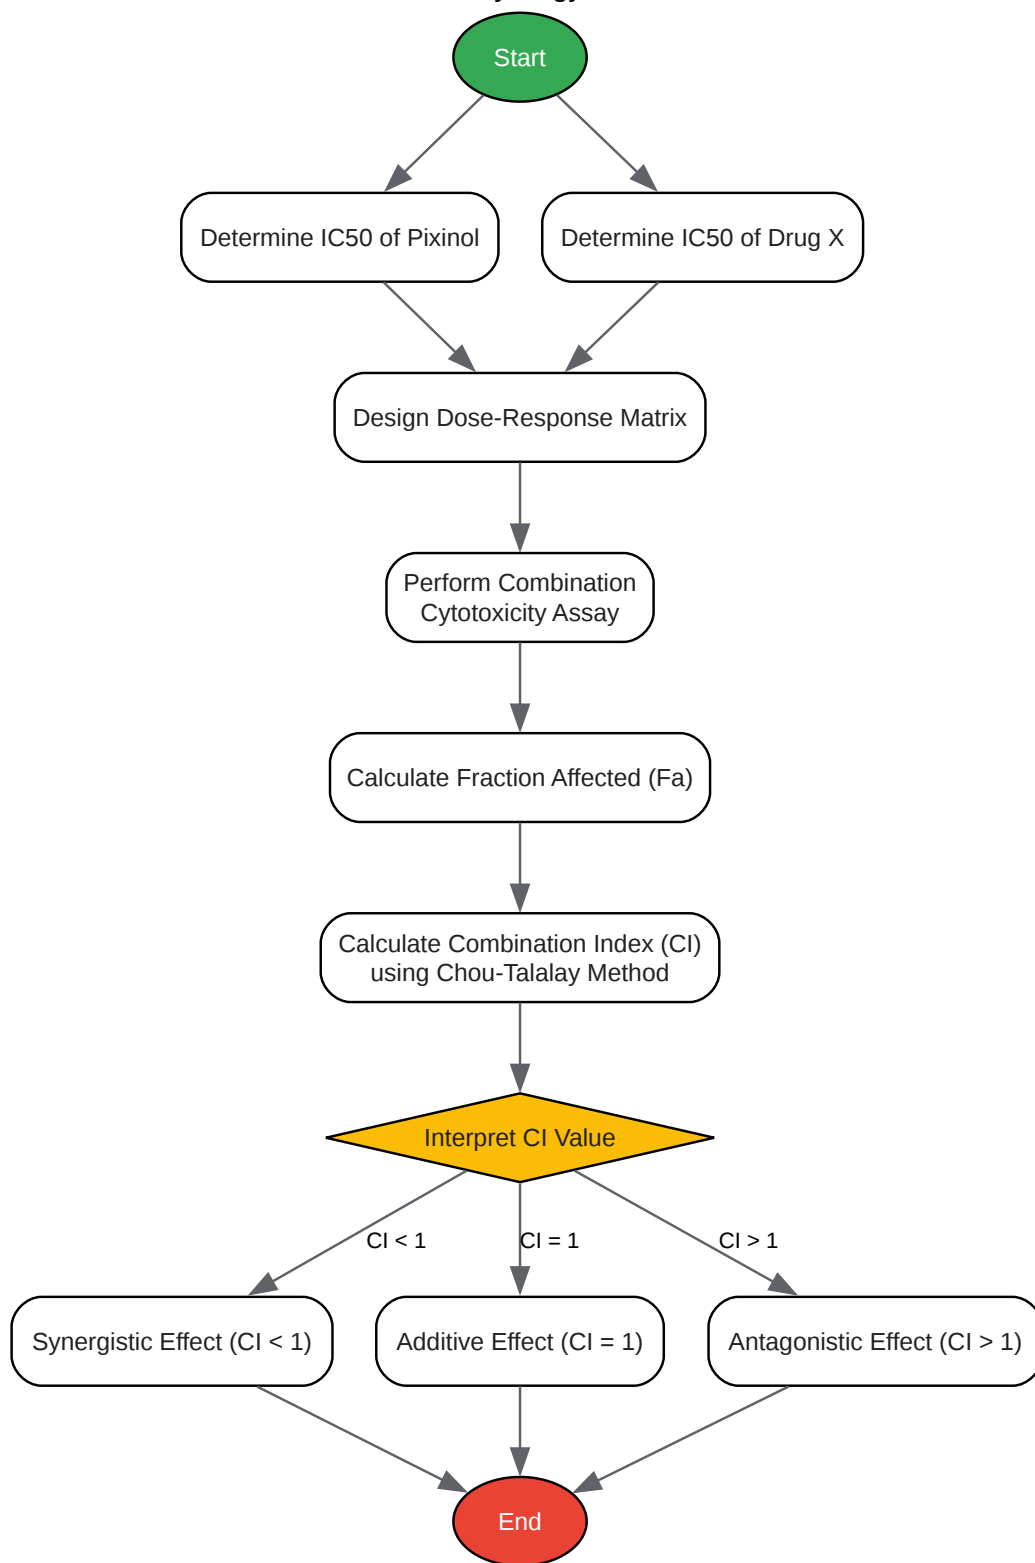 Start
Determine IC50 of Pixinol
Determine IC50 of Drug X
Design Dose-Response Matrix
Perform Combination
Cytotoxicity Assay
Calculate Fraction Affected (Fa)
Calculate Combination Index (CI)
using Chou-Talalay Method
Interpret CI Value
CI < 1
CI = 1
CI > 1
Synergistic Effect (CI < 1)
Additive Effect (CI = 1)
Antagonistic Effect (CI > 1)
End